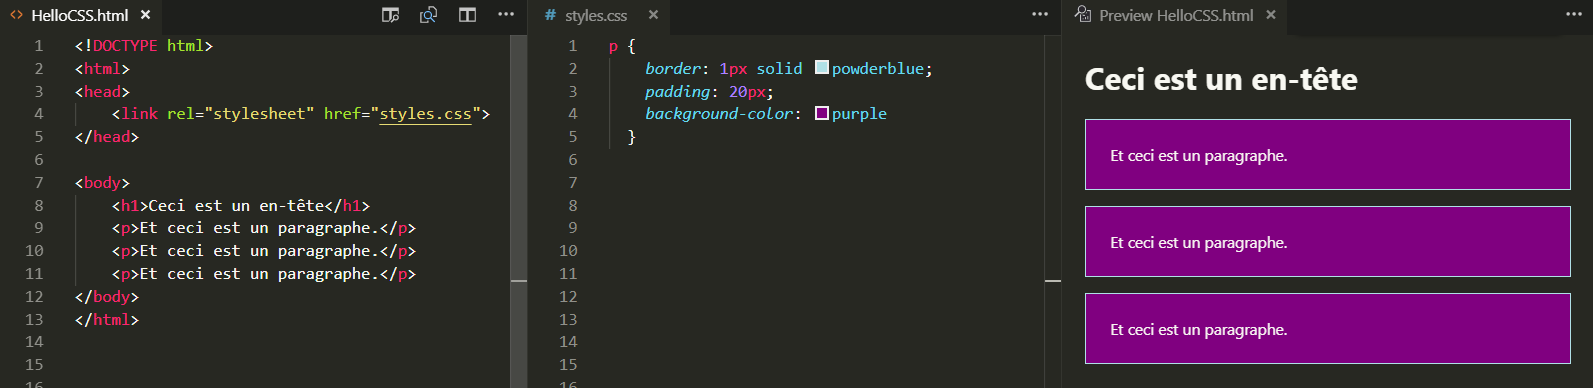 HelloCSS.html
1 <!DOCTYPE html>
2 <html>
3 <head>
4 <link rel="stylesheet" href="styles.css">
5 </head>
6
7 <body>
8 <h1>Ceci est un en-tête</h1>
9 <p>Et ceci est un paragraphe.</p>
10 <p>Et ceci est un paragraphe.</p>
11 <p>Et ceci est un paragraphe.</p>
12 </body>
13 </html>
14
15
16
# styles.css
1 p {
2 border: 1px solid powderblue;
3 padding: 20px;
4 background-color: purple
5 }
6
7
8
9
10
11
12
13
14
15
16
Preview HelloCSS.html
Ceci est un en-tête
Et ceci est un paragraphe.
Et ceci est un paragraphe.
Et ceci est un paragraphe.